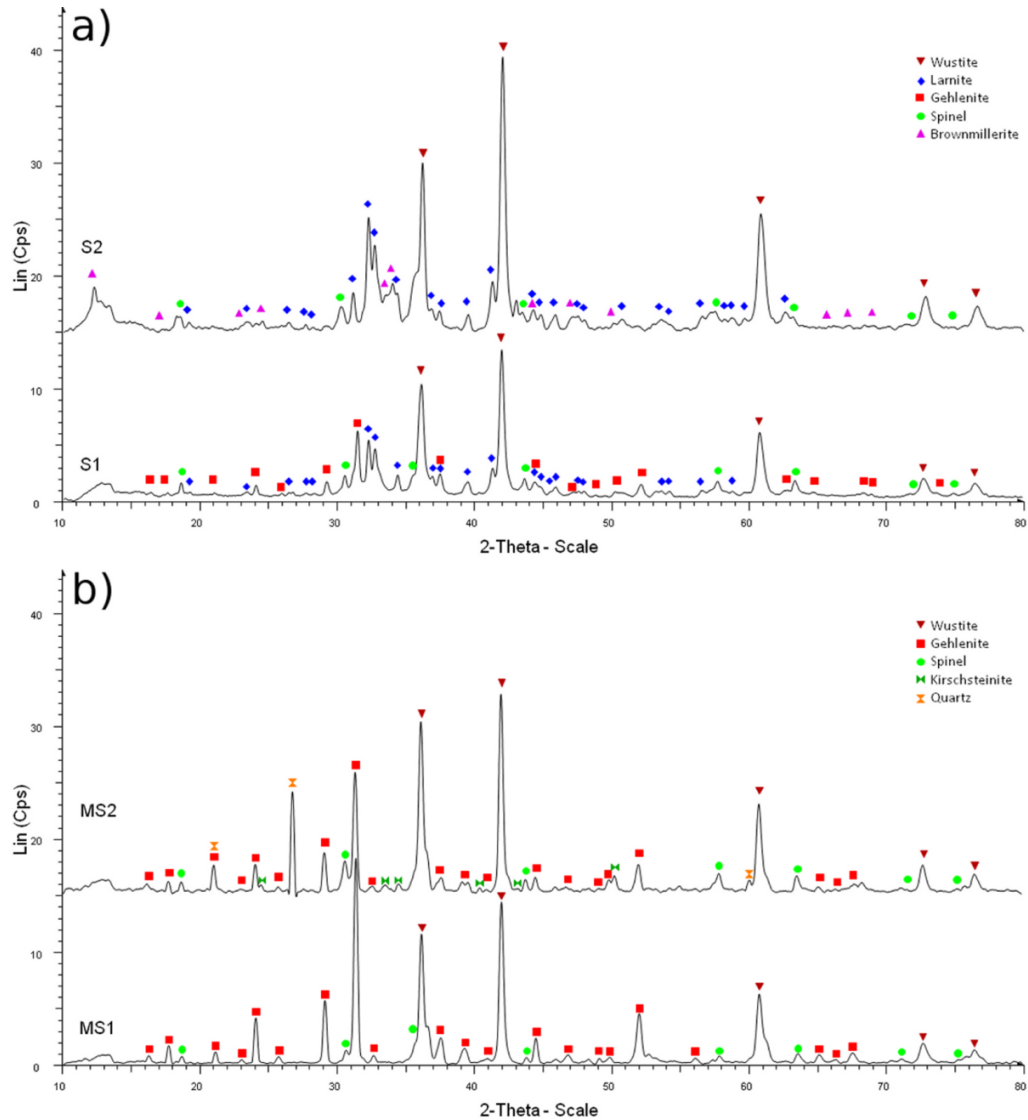 a)
40
30
20
10
0
Lin (Cps)
S2
S1
Wustite
Larnite
Gehlenite
Spinel
Brownmillerite
10 20 30 40 50 60 70 80
2-Theta - Scale
b)
40
30
20
10
0
Lin (Cps)
MS2
MS1
Wustite
Gehlenite
Spinel
Kirschsteinite
Quartz
10 20 30 40 50 60 70 80
2-Theta - Scale